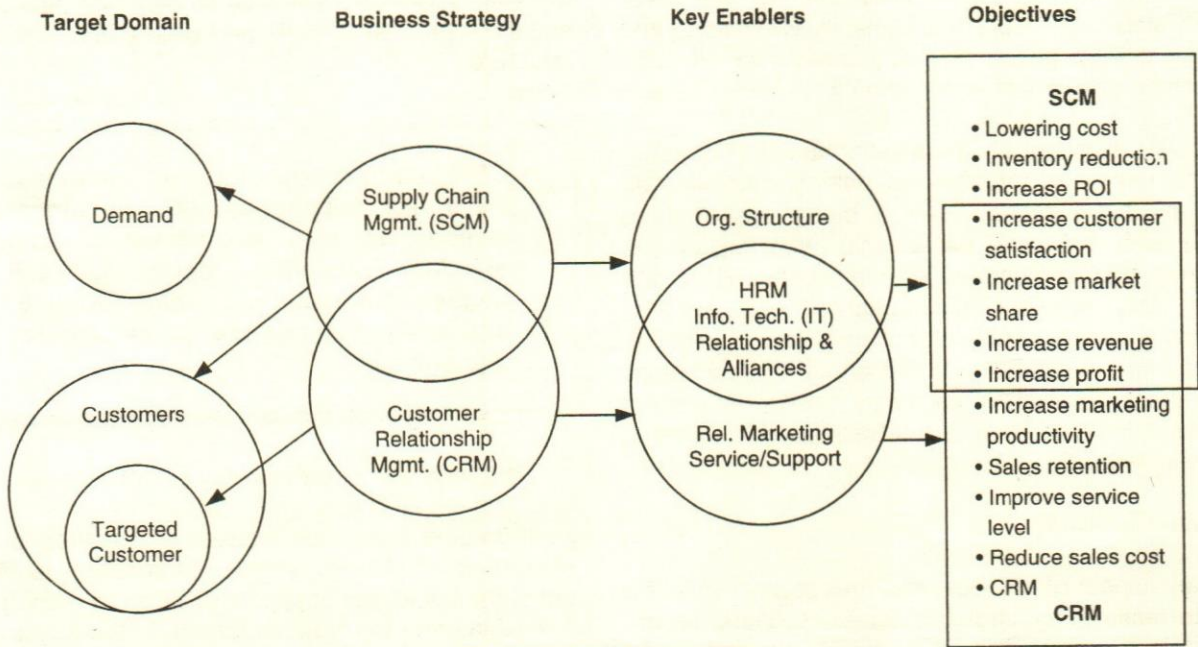 Target Domain
Business Strategy
Key Enablers
Objectives
Demand
Customers
Targeted
Customer
Supply Chain
Mgmt. (SCM)
Customer
Relationship
Mgmt. (CRM)
Org. Structure
HRM
Info. Tech. (IT)
Relationship &
Alliances
Rel. Marketing
Service/Support
SCM
• Lowering cost
• Inventory reduction
• Increase ROI
• Increase customer
satisfaction
• Increase market
share
• Increase revenue
• Increase profit
• Increase marketing
productivity
• Sales retention
• Improve service
level
• Reduce sales cost
• CRM
CRM